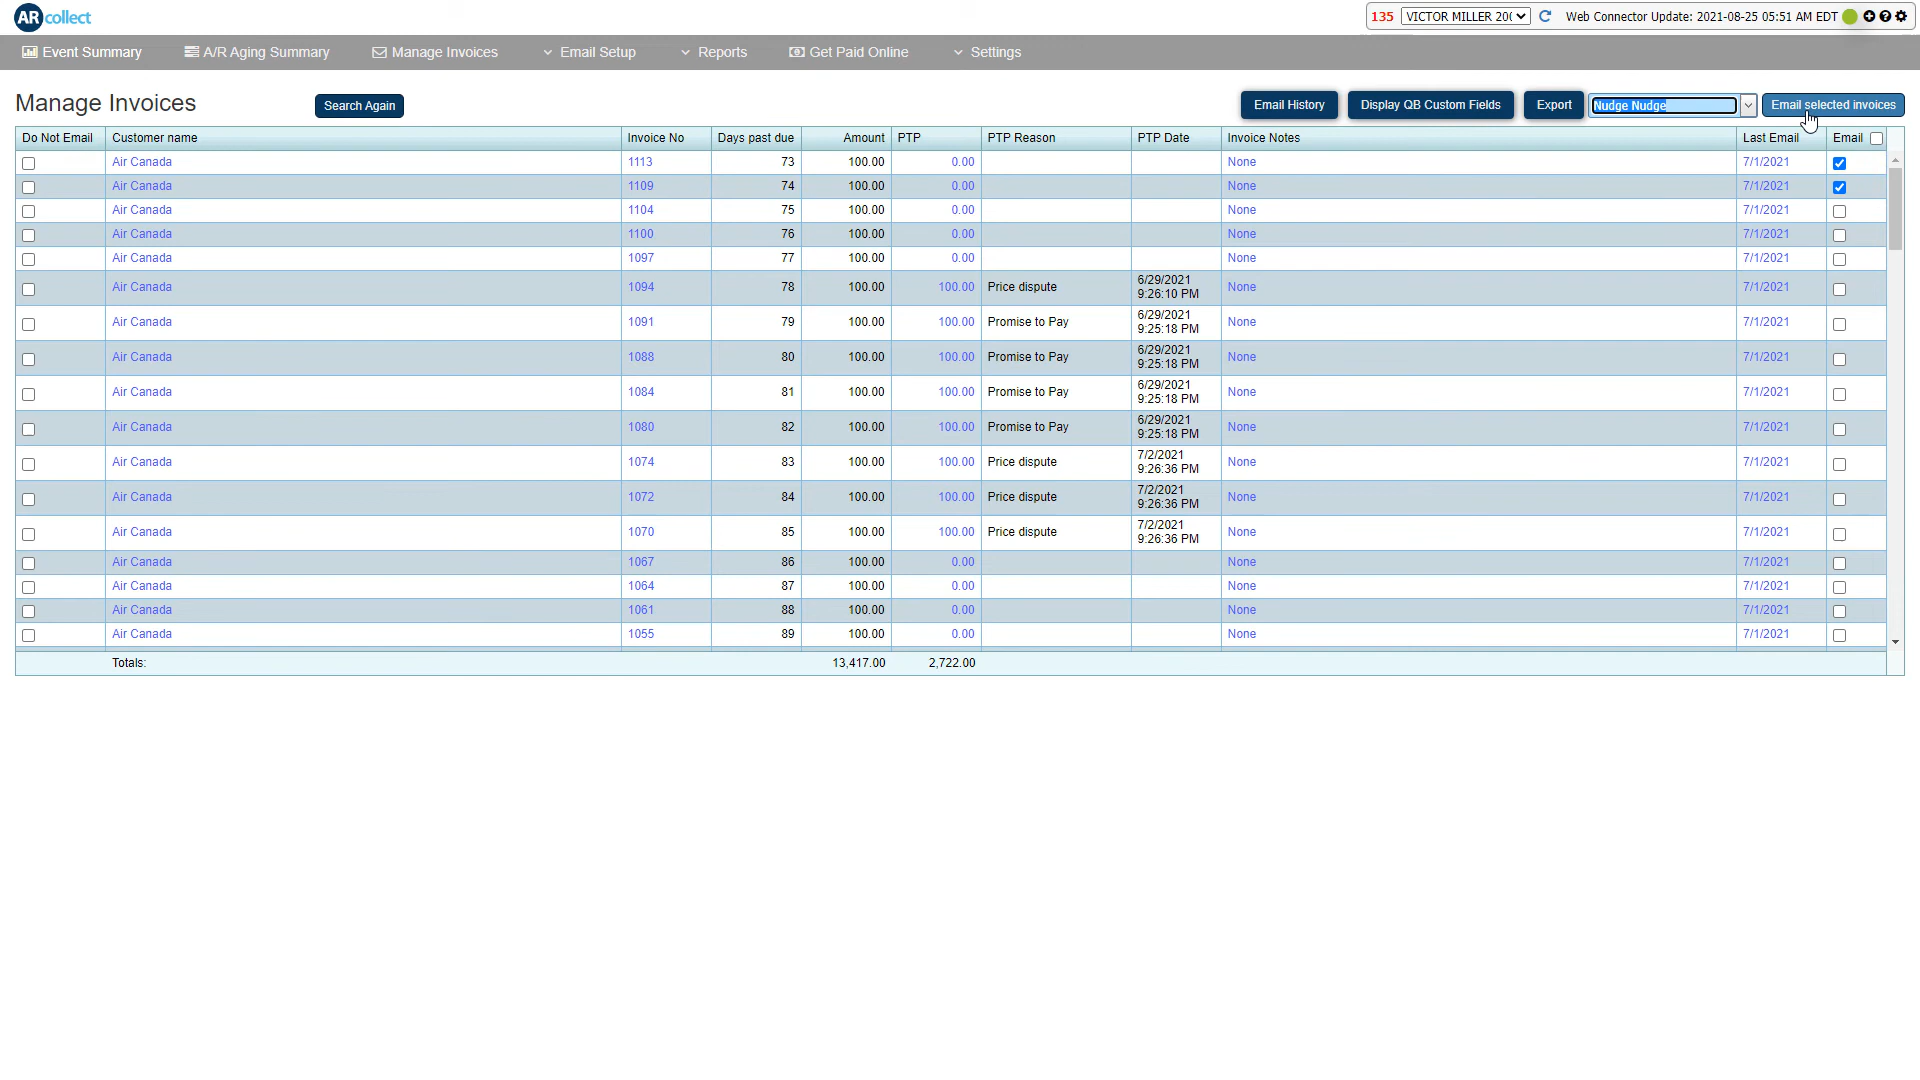 ARcollect
135 VICTOR MILLER 20( Web Connector Update: 2021-08-25 05:51 AM EDT
Event Summary A/R Aging Summary Manage Invoices Email Setup Reports Get Paid Online Settings
Manage Invoices Search Again Email History Display QB Custom Fields Export Nudge Nudge Email selected invoices
Do Not Email Customer name Invoice No Days past due Amount PTP PTP Reason PTP Date Invoice Notes Last Email Email
Air Canada 1113 73 100.00 0.00 None 7/1/2021
Air Canada 1109 74 100.00 0.00 None 7/1/2021
Air Canada 1104 75 100.00 0.00 None 7/1/2021
Air Canada 1100 76 100.00 0.00 None 7/1/2021
Air Canada 1097 77 100.00 0.00 None 7/1/2021
Air Canada 1094 78 100.00 100.00 Price dispute 6/29/2021 9:26:10 PM None 7/1/2021
Air Canada 1091 79 100.00 100.00 Promise to Pay 6/29/2021 9:25:18 PM None 7/1/2021
Air Canada 1088 80 100.00 100.00 Promise to Pay 6/29/2021 9:25:18 PM None 7/1/2021
Air Canada 1084 81 100.00 100.00 Promise to Pay 6/29/2021 9:25:18 PM None 7/1/2021
Air Canada 1080 82 100.00 100.00 Promise to Pay 6/29/2021 9:25:18 PM None 7/1/2021
Air Canada 1074 83 100.00 100.00 Price dispute 7/2/2021 9:26:36 PM None 7/1/2021
Air Canada 1072 84 100.00 100.00 Price dispute 7/2/2021 9:26:36 PM None 7/1/2021
Air Canada 1070 85 100.00 100.00 Price dispute 7/2/2021 9:26:36 PM None 7/1/2021
Air Canada 1067 86 100.00 0.00 None 7/1/2021
Air Canada 1064 87 100.00 0.00 None 7/1/2021
Air Canada 1061 88 100.00 0.00 None 7/1/2021
Air Canada 1055 89 100.00 0.00 None 7/1/2021
Totals: 13,417.00 2,722.00